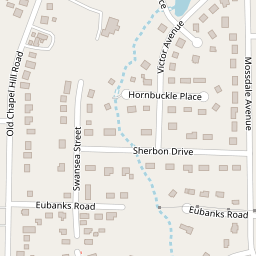 Victor Avenue
Old Chapel Hill Road
Hornbuckle Place
Mossdale Avenue
Swansea Street
Sherbon Drive
Eubanks Road
Eubanks Road